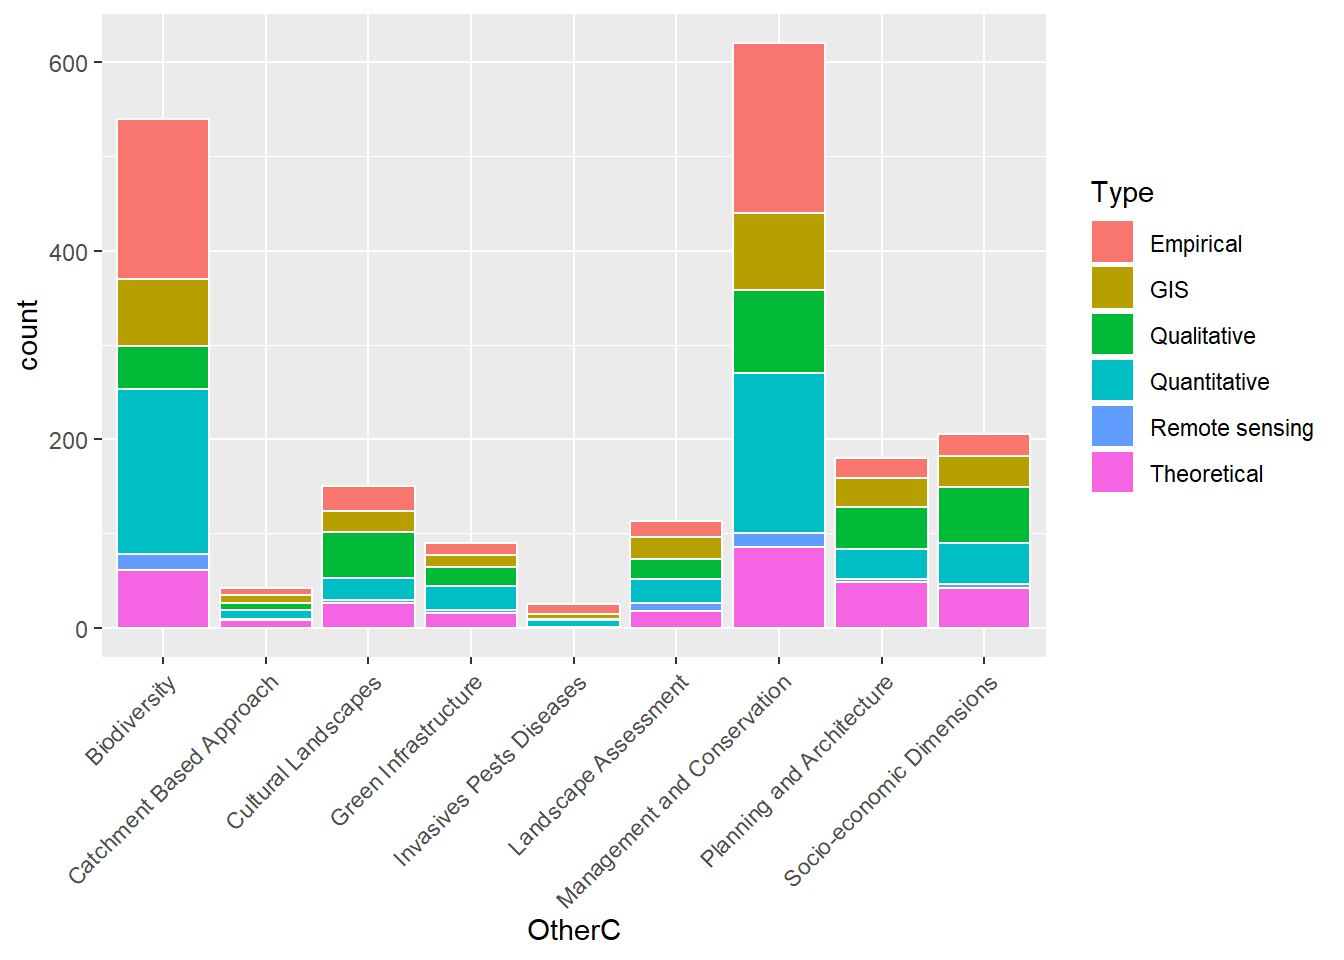 600
400
200
0
count
Biodiversity
Catchment Based Approach
Cultural Landscapes
Green Infrastructure
Invasives Pests Diseases
Landscape Assessment
Management and Conservation
Planning and Architecture
Socio-economic Dimensions
OtherC
Type
Empirical
GIS
Qualitative
Quantitative
Remote sensing
Theoretical